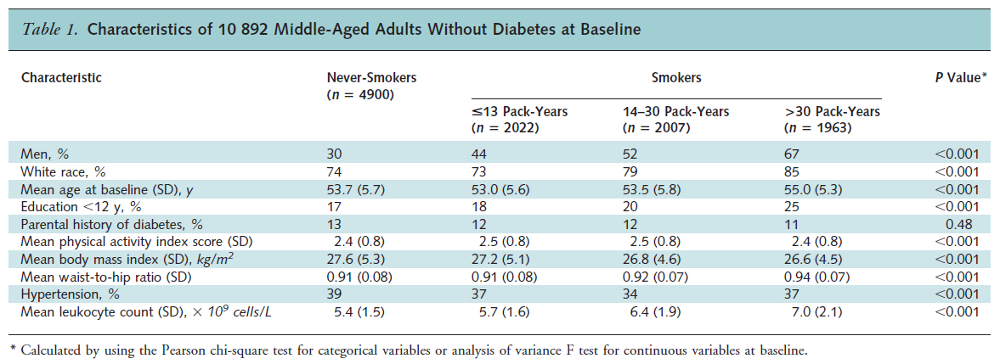 Table 1. Characteristics of 10 892 Middle-Aged Adults Without Diabetes at Baseline
Characteristic Never-Smokers Smokers P Value*
(n = 4900)
≤13 Pack-Years 14–30 Pack-Years >30 Pack-Years
(n = 2022) (n = 2007) (n = 1963)
Men, % 30 44 52 67 <0.001
White race, % 74 73 79 85 <0.001
Mean age at baseline (SD), y 53.7 (5.7) 53.0 (5.6) 53.5 (5.8) 55.0 (5.3) <0.001
Education <12 y, % 17 18 20 25 <0.001
Parental history of diabetes, % 13 12 12 11 0.48
Mean physical activity index score (SD) 2.4 (0.8) 2.5 (0.8) 2.5 (0.8) 2.4 (0.8) <0.001
Mean body mass index (SD), kg/m² 27.6 (5.3) 27.2 (5.1) 26.8 (4.6) 26.6 (4.5) <0.001
Mean waist-to-hip ratio (SD) 0.91 (0.08) 0.91 (0.08) 0.92 (0.07) 0.94 (0.07) <0.001
Hypertension, % 39 37 34 37 <0.001
Mean leukocyte count (SD), × 10⁹ cells/L 5.4 (1.5) 5.7 (1.6) 6.4 (1.9) 7.0 (2.1) <0.001
* Calculated by using the Pearson chi-square test for categorical variables or analysis of variance F test for continuous variables at baseline.